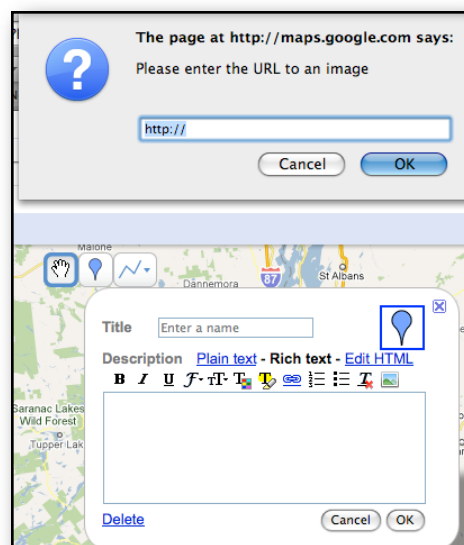 The page at http://maps.google.com says:
Please enter the URL to an image
http://
Cancel OK
Malone
Dannemora
87
St Albans
Title Enter a name
Description Plain text - Rich text - Edit HTML
B I U
Saranac Lakes
Wild Forest
Tupper Lak
Delete
Cancel OK